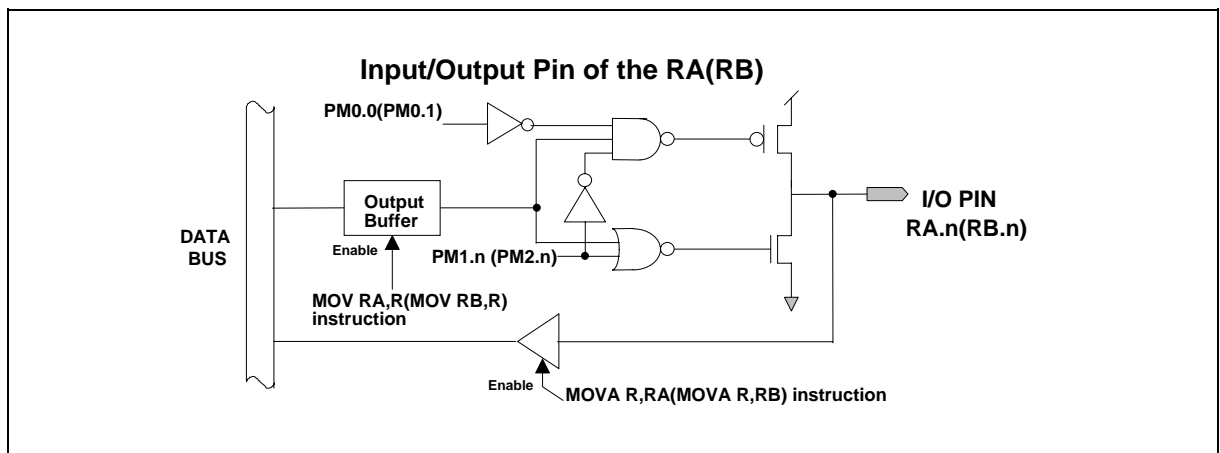 Input/Output Pin of the RA(RB)
PM0.0(PM0.1)
Output
Buffer
I/O PIN
RA.n(RB.n)
DATA
BUS
Enable
PM1.n (PM2.n)
MOV RA,R(MOV RB,R)
instruction
Enable
MOVA R,RA(MOVA R,RB) instruction